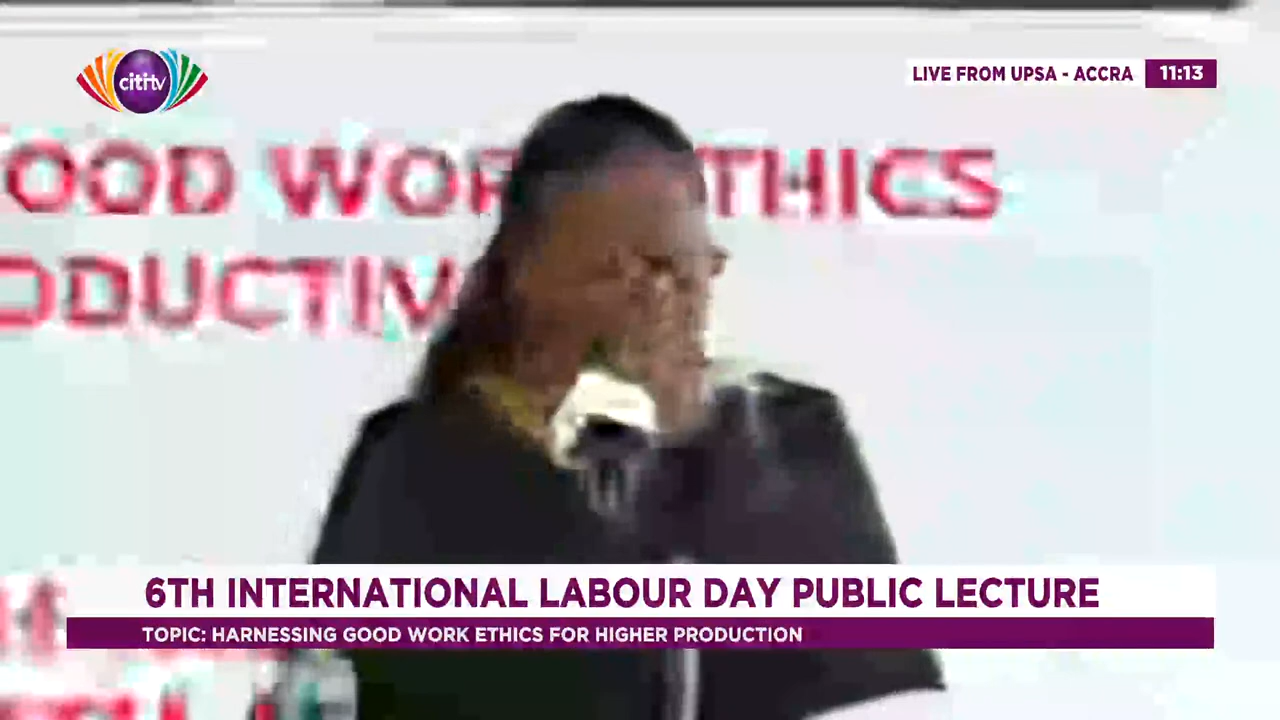 citi tv
LIVE FROM UPSA - ACCRA 11:13
OOD WOR THICS
ODUCTIV
6TH INTERNATIONAL LABOUR DAY PUBLIC LECTURE
TOPIC: HARNESSING GOOD WORK ETHICS FOR HIGHER PRODUCTION